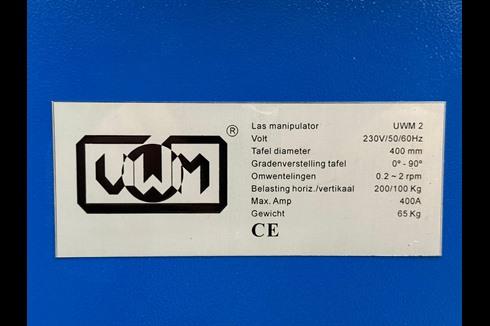 UWM ®
Las manipulator UWM 2
Volt 230V/50/60Hz
Tafel diameter 400 mm
Gradenverstelling tafel 0° - 90°
Omwentelingen 0.2 ~ 2 rpm
Belasting horiz./vertikaal 200/100 Kg
Max. Amp 400A
Gewicht 65 Kg
CE